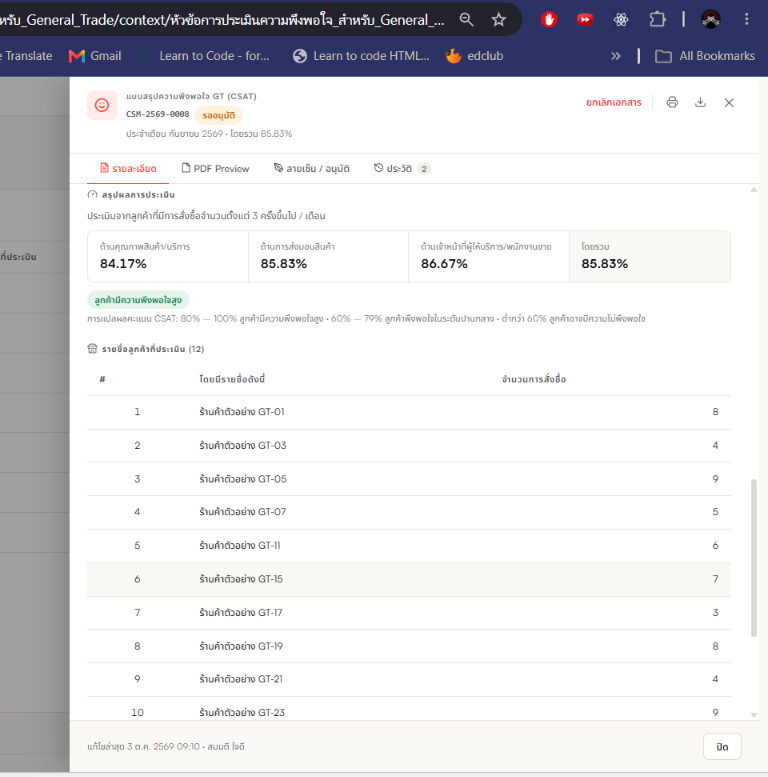 หรับ_General_Trade/context/หัวข้อการประเมินความพึงพอใจ_สำหรับ_General_...
e Translate Gmail Learn to Code - for... Learn to code HTML... edclub » All Bookmarks
แบบสรุปความพึงพอใจ GT (CSAT)
CSM-2569-0008 รออนุมัติ
ประจำเดือน กันยายน 2569 · โดยรวม 85.83%
ยกเลิกเอกสาร
รายละเอียด PDF Preview ลายเซ็น / อนุมัติ ประวัติ 2
สรุปผลการประเมิน
ประเมินจากลูกค้าที่มีการสั่งซื้อจำนวนตั้งแต่ 3 ครั้งขึ้นไป / เดือน
ด้านคุณภาพสินค้า/บริการ ด้านการส่งมอบสินค้า ด้านเจ้าหน้าที่ผู้ให้บริการ/พนักงานขาย โดยรวม
84.17% 85.83% 86.67% 85.83%
ที่ประเมิน
ลูกค้ามีความพึงพอใจสูง
การแปลผลคะแนน CSAT: 80% — 100% ลูกค้ามีความพึงพอใจสูง · 60% — 79% ลูกค้าพึงพอใจในระดับปานกลาง · ต่ำกว่า 60% ลูกค้าอาจมีความไม่พึงพอใจ
รายชื่อลูกค้าที่ประเมิน (12)
# โดยมีรายชื่อดังนี้ จำนวนการสั่งซื้อ
1 ร้านค้าตัวอย่าง GT-01 8
2 ร้านค้าตัวอย่าง GT-03 4
3 ร้านค้าตัวอย่าง GT-05 9
4 ร้านค้าตัวอย่าง GT-07 5
5 ร้านค้าตัวอย่าง GT-11 6
6 ร้านค้าตัวอย่าง GT-15 7
7 ร้านค้าตัวอย่าง GT-17 3
8 ร้านค้าตัวอย่าง GT-19 8
9 ร้านค้าตัวอย่าง GT-21 4
10 ร้านค้าตัวอย่าง GT-23 9
แก้ไขล่าสุด 3 ต.ค. 2569 09:10 · สมมติ ใจดี
ปิด